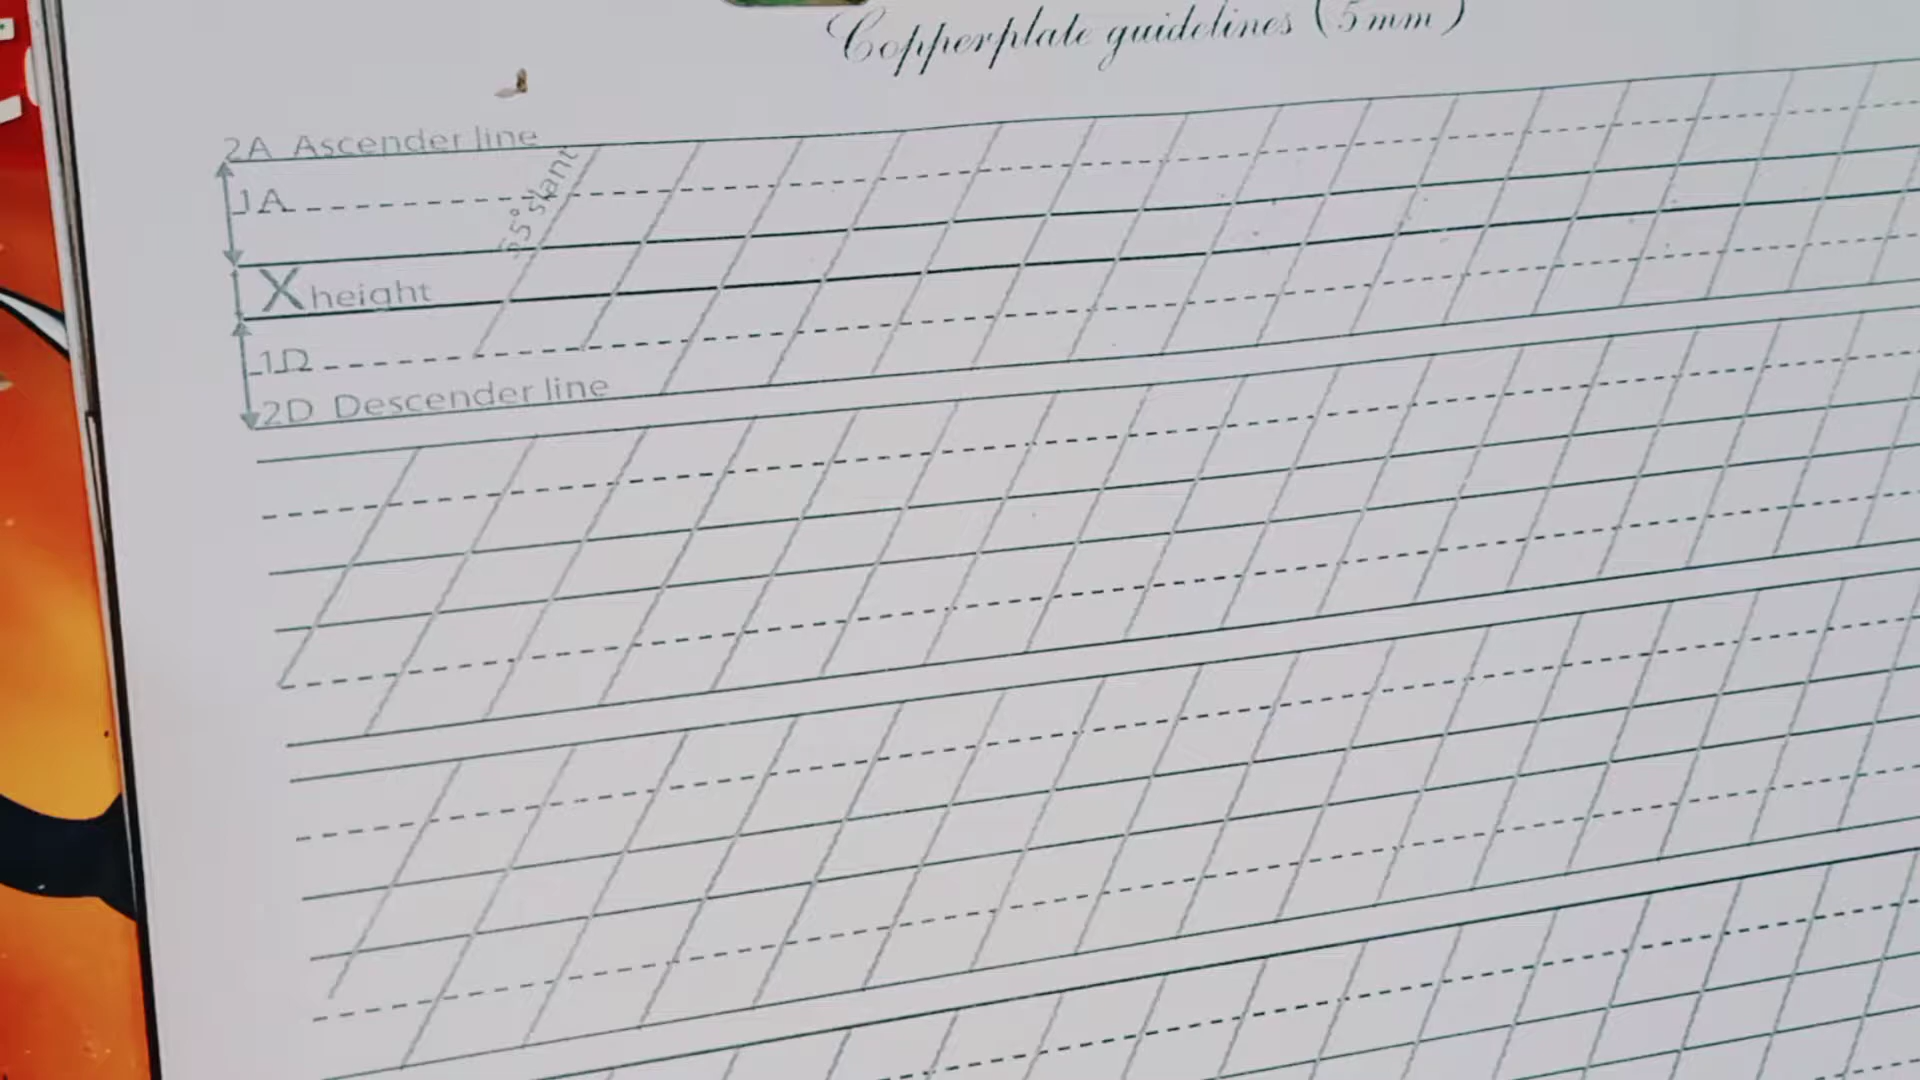 Copperplate guidelines (5mm)
2A Ascender line
55° slant
1A
X height
1D
2D Descender line